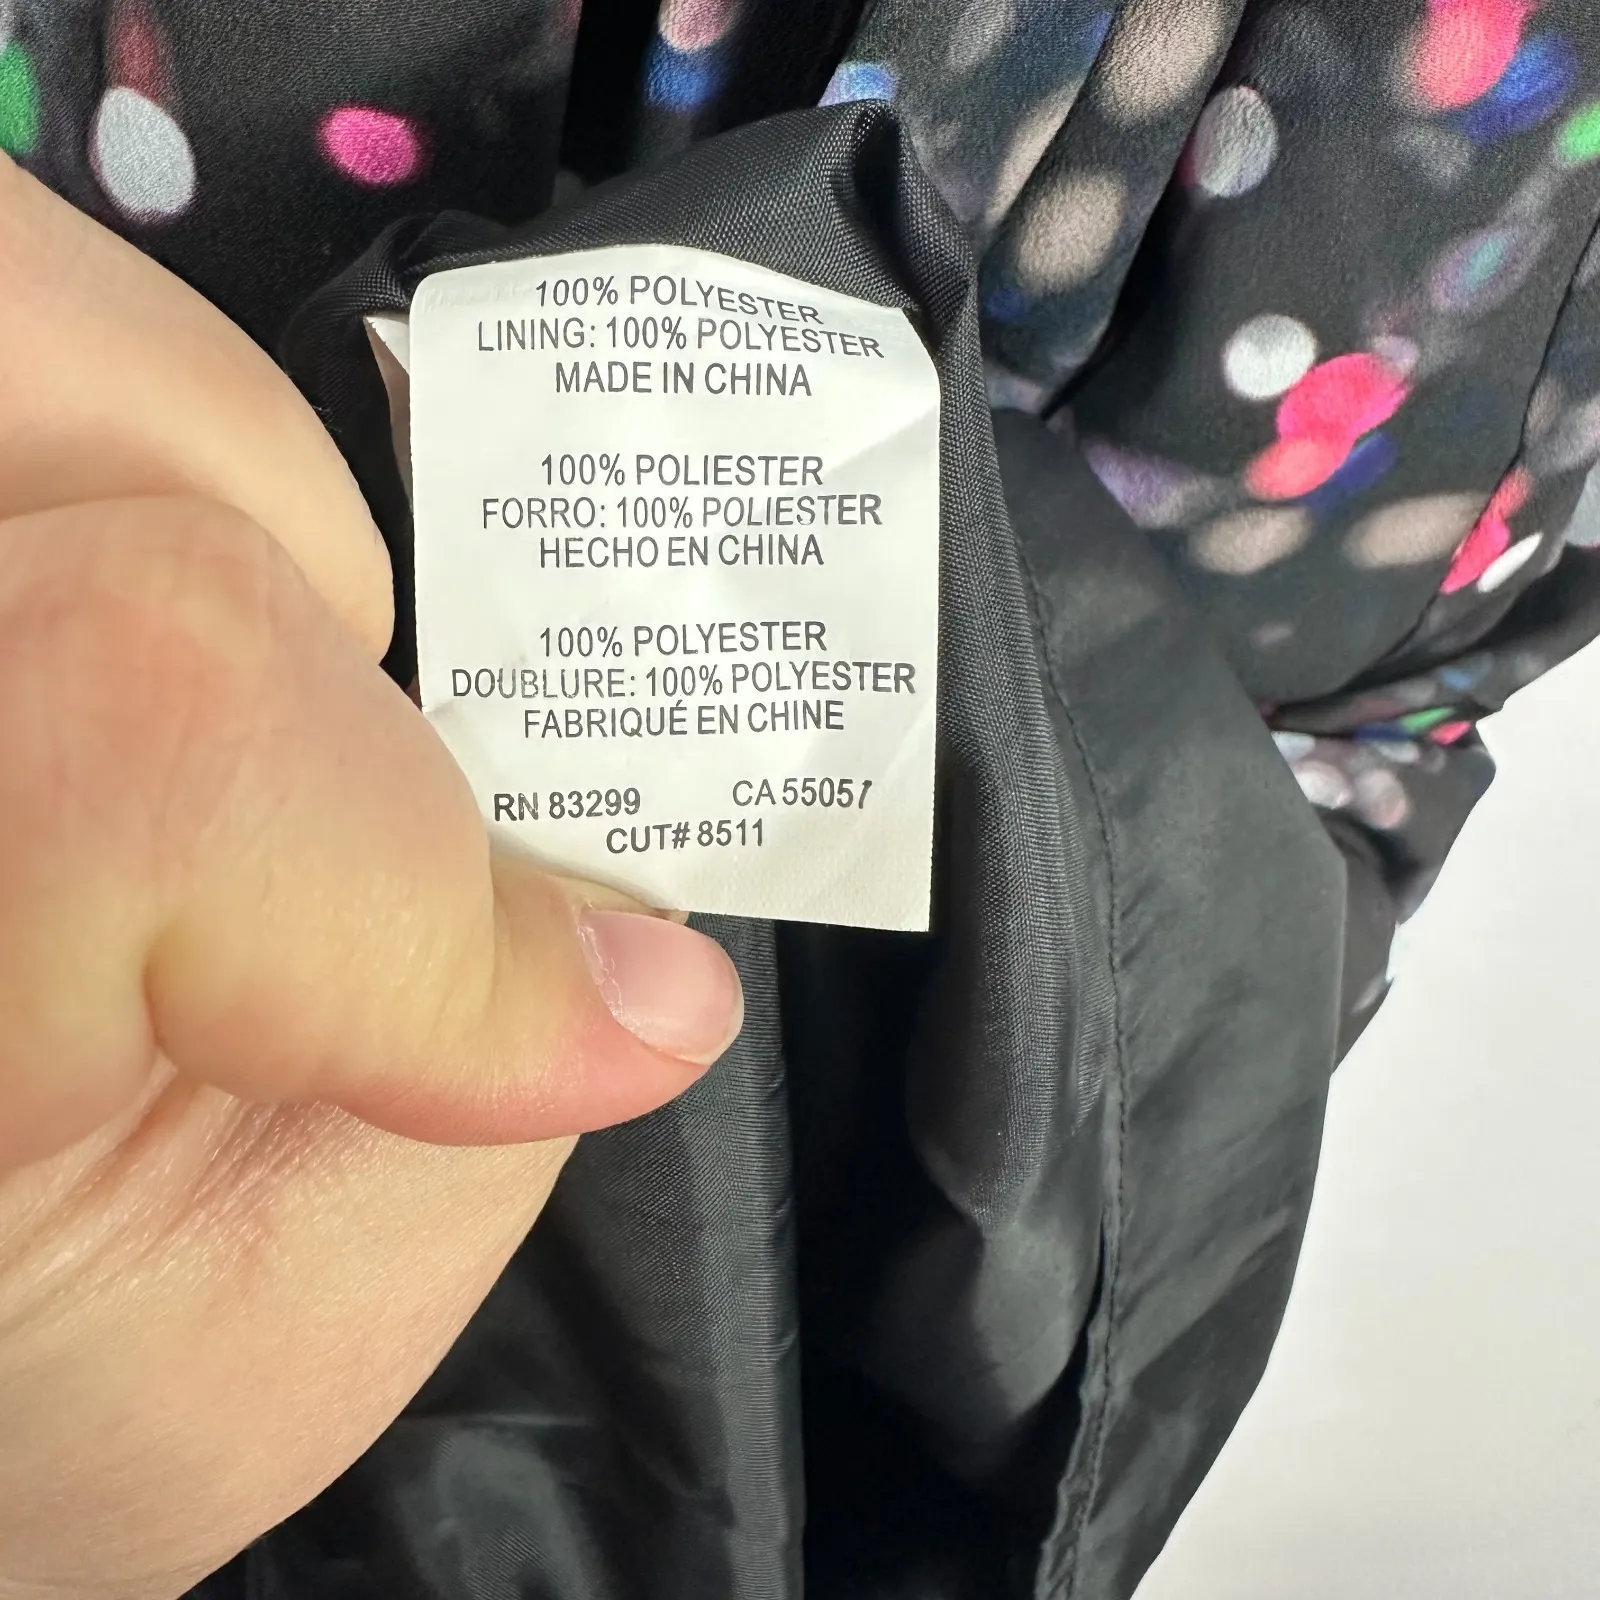 100% POLYESTER
LINING: 100% POLYESTER
MADE IN CHINA
100% POLIESTER
FORRO: 100% POLIESTER
HECHO EN CHINA
100% POLYESTER
DOUBLURE: 100% POLYESTER
FABRIQUÉ EN CHINE
RN 83299 CA 55057
CUT# 8511